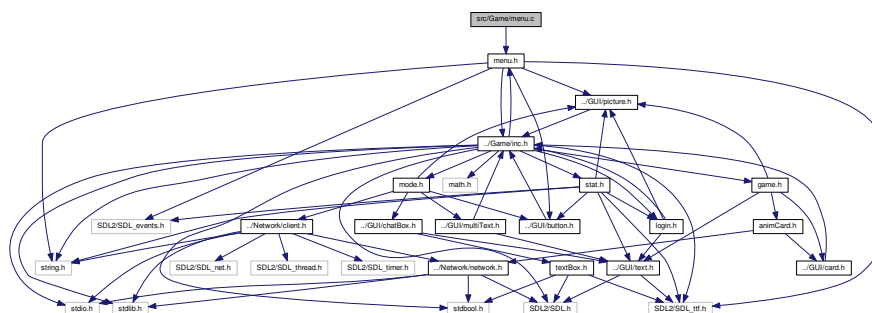 src/Game/menu.c
menu.h
../GUI/picture.h
../Game/inc.h
mode.h
math.h
stat.h
game.h
SDL2/SDL_events.h
../Network/client.h
../GUI/chatBox.h
../GUI/multiText.h
../GUI/button.h
login.h
animCard.h
string.h
SDL2/SDL_net.h
SDL2/SDL_thread.h
SDL2/SDL_timer.h
../Network/network.h
textBox.h
../GUI/text.h
../GUI/card.h
stdio.h
stdlib.h
stdbool.h
SDL2/SDL.h
SDL2/SDL_ttf.h